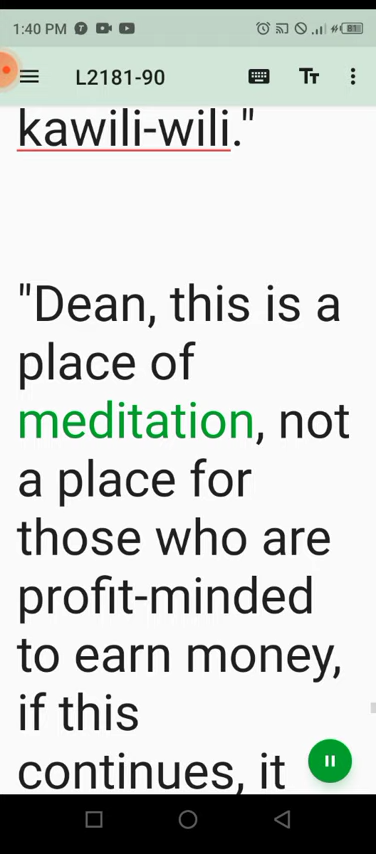 1:40 PM
81
L2181-90
kawili-wili."
"Dean, this is a
place of
meditation, not
a place for
those who are
profit-minded
to earn money,
if this
continues, it